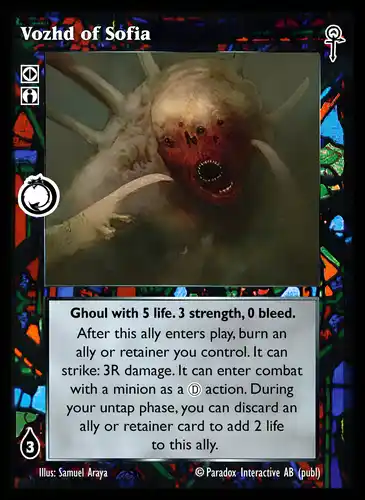 Vozhd of Sofia
Ghoul with 5 life. 3 strength, 0 bleed.
After this ally enters play, burn an
ally or retainer you control. It can
strike: 3R damage. It can enter combat
with a minion as a Ⓓ action. During
your untap phase, you can discard an
ally or retainer card to add 2 life
to this ally.
3
Illus: Samuel Araya © Paradox Interactive AB (publ)